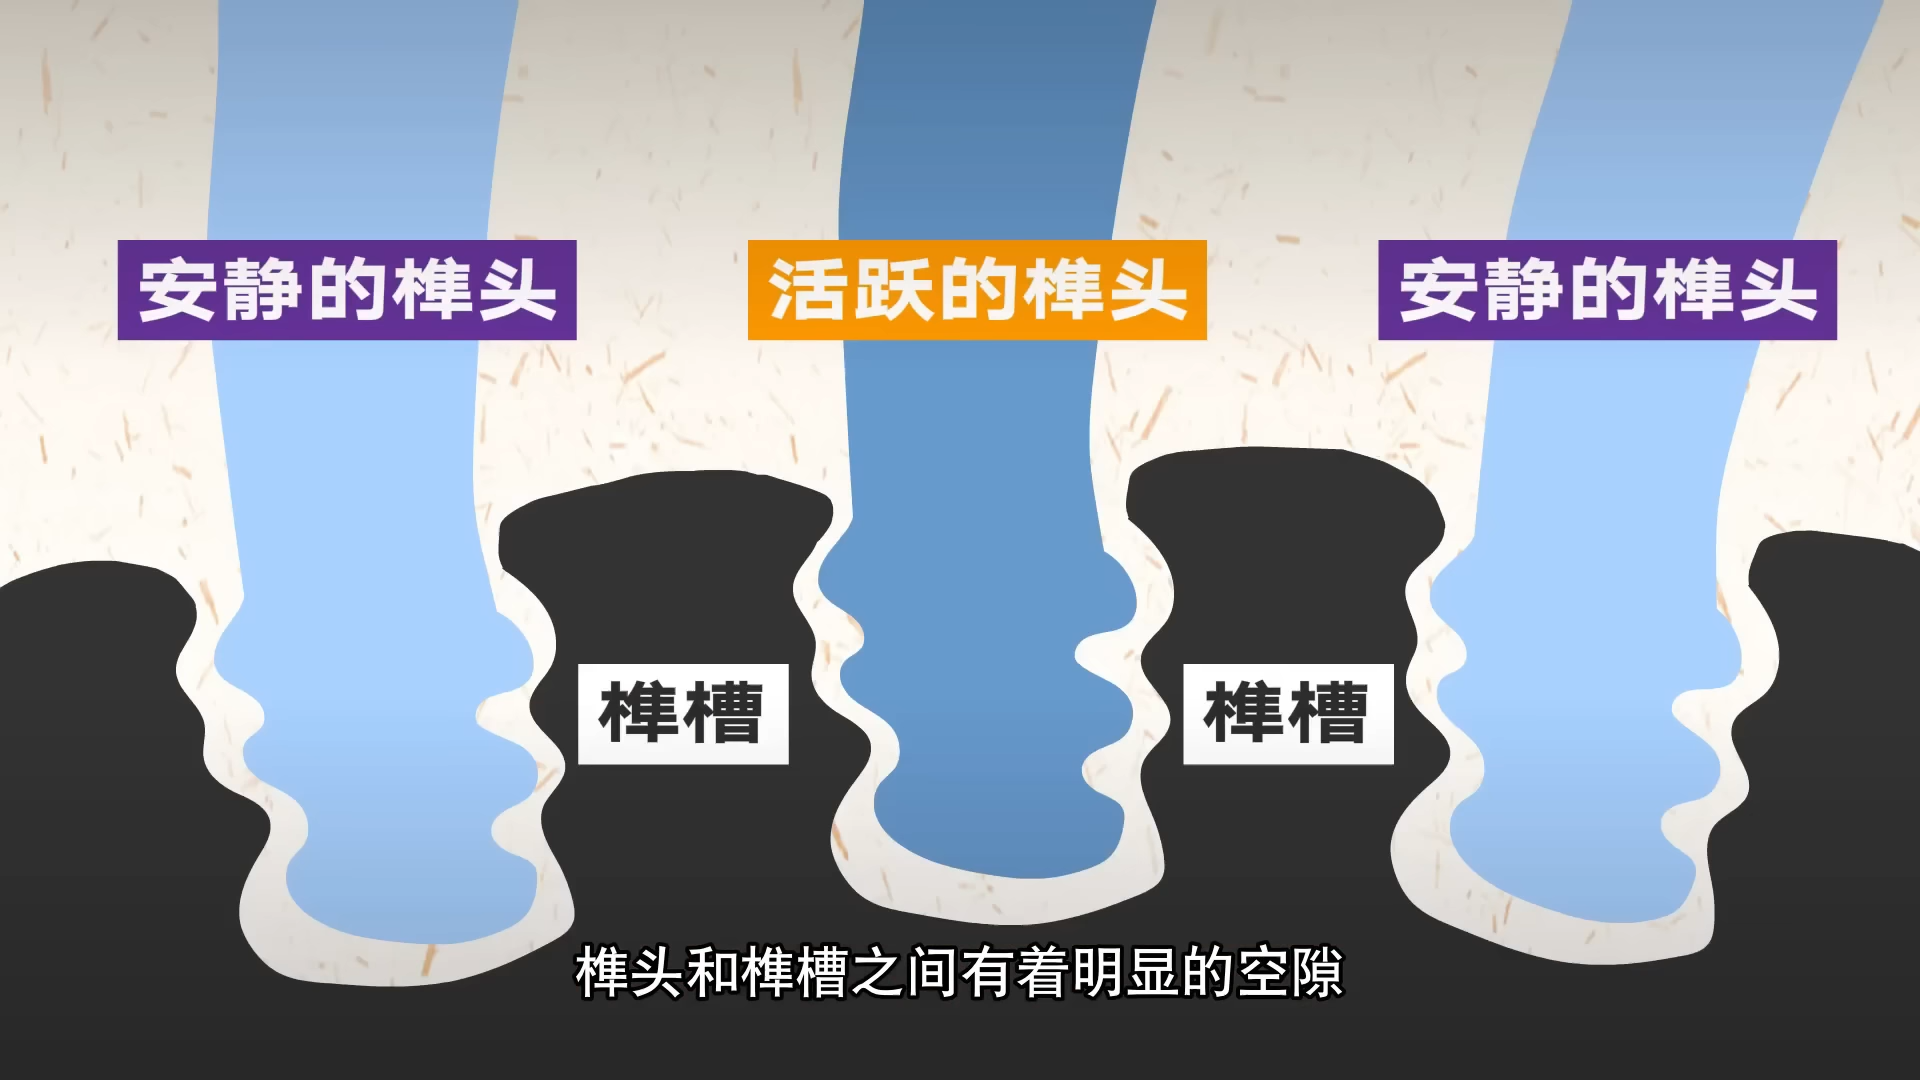 安静的榫头
活跃的榫头
安静的榫头
榫槽
榫槽
榫头和榫槽之间有着明显的空隙